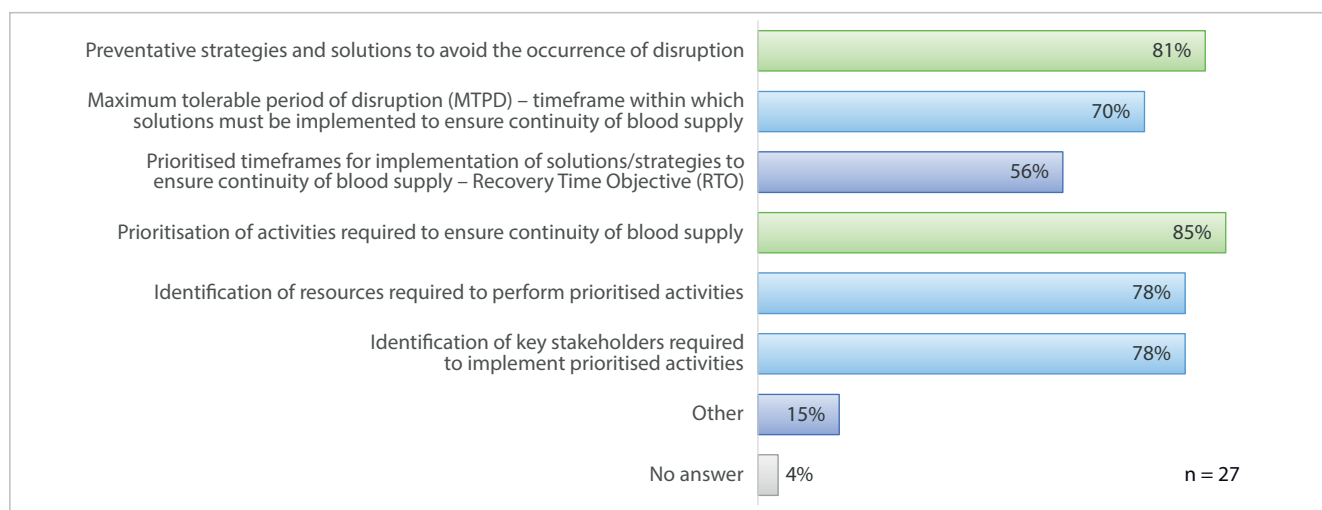 Preventative strategies and solutions to avoid the occurrence of disruption
81%
Maximum tolerable period of disruption (MTPD) – timeframe within which
solutions must be implemented to ensure continuity of blood supply
70%
Prioritised timeframes for implementation of solutions/strategies to
ensure continuity of blood supply – Recovery Time Objective (RTO)
56%
Prioritisation of activities required to ensure continuity of blood supply
85%
Identification of resources required to perform prioritised activities
78%
Identification of key stakeholders required
to implement prioritised activities
78%
Other
15%
No answer
4%
n = 27